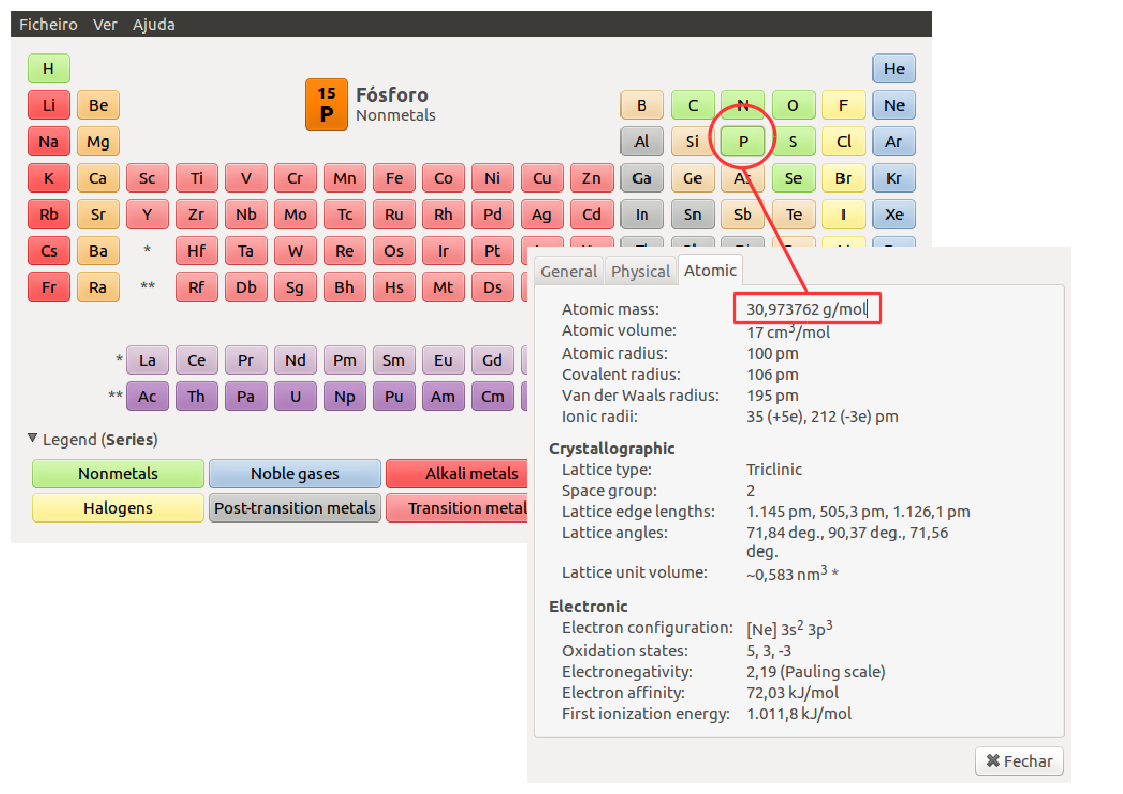 Ficheiro Ver Ajuda
H He
15 Fósforo
P Nonmetals
Li Be B C N O F Ne
Na Mg Al Si P S Cl Ar
K Ca Sc Ti V Cr Mn Fe Co Ni Cu Zn Ga Ge As Se Br Kr
Rb Sr Y Zr Nb Mo Tc Ru Rh Pd Ag Cd In Sn Sb Te I Xe
Cs Ba * Hf Ta W Re Os Ir Pt
Fr Ra ** Rf Db Sg Bh Hs Mt Ds
* La Ce Pr Nd Pm Sm Eu Gd
** Ac Th Pa U Np Pu Am Cm
▼ Legend (Series)
Nonmetals Noble gases Alkali metals
Halogens Post-transition metals Transition metal
General Physical Atomic
Atomic mass: 30,973762 g/mol
Atomic volume: 17 cm³/mol
Atomic radius: 100 pm
Covalent radius: 106 pm
Van der Waals radius: 195 pm
Ionic radii: 35 (+5e), 212 (-3e) pm
Crystallographic
Lattice type: Triclinic
Space group: 2
Lattice edge lengths: 1.145 pm, 505,3 pm, 1.126,1 pm
Lattice angles: 71,84 deg., 90,37 deg., 71,56
deg.
Lattice unit volume: ~0,583 nm³ *
Electronic
Electron configuration: [Ne] 3s² 3p³
Oxidation states: 5, 3, -3
Electronegativity: 2,19 (Pauling scale)
Electron affinity: 72,03 kJ/mol
First ionization energy: 1.011,8 kJ/mol
Fechar